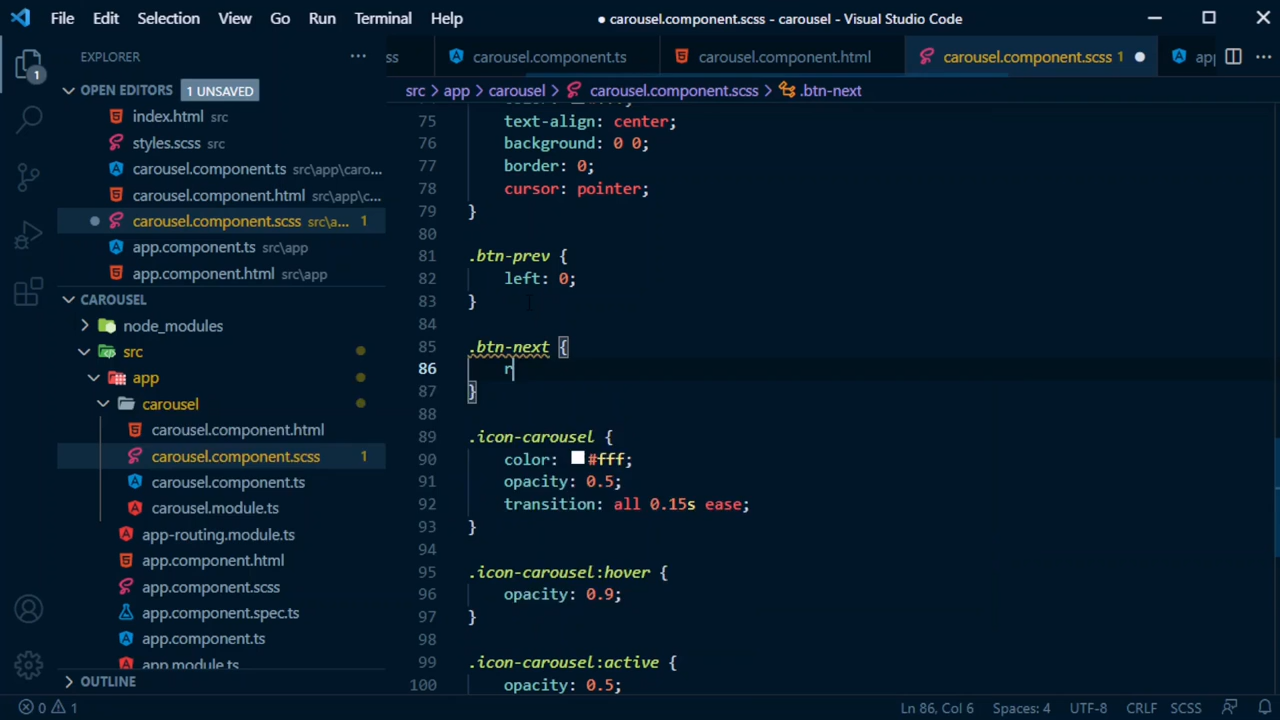 File Edit Selection View Go Run Terminal Help ● carousel.component.scss - carousel - Visual Studio Code
EXPLORER
ss carousel.component.ts carousel.component.html carousel.component.scss 1
OPEN EDITORS 1 UNSAVED
src > app > carousel > carousel.component.scss > .btn-next
index.html src
styles.scss src
carousel.component.ts src\app\caro...
carousel.component.html src\app\c...
carousel.component.scss src\a... 1
app.component.ts src\app
app.component.html src\app
CAROUSEL
node_modules
src
app
carousel
carousel.component.html
carousel.component.scss 1
carousel.component.ts
carousel.module.ts
app-routing.module.ts
app.component.html
app.component.scss
app.component.spec.ts
app.component.ts
app.module.ts
OUTLINE
75 text-align: center;
76 background: 0 0;
77 border: 0;
78 cursor: pointer;
79 }
80
81 .btn-prev {
82 left: 0;
83 }
84
85 .btn-next {
86 r
87 }
88
89 .icon-carousel {
90 color: #fff;
91 opacity: 0.5;
92 transition: all 0.15s ease;
93 }
94
95 .icon-carousel:hover {
96 opacity: 0.9;
97 }
98
99 .icon-carousel:active {
100 opacity: 0.5;
0 1 Ln 86, Col 6 Spaces: 4 UTF-8 CRLF SCSS